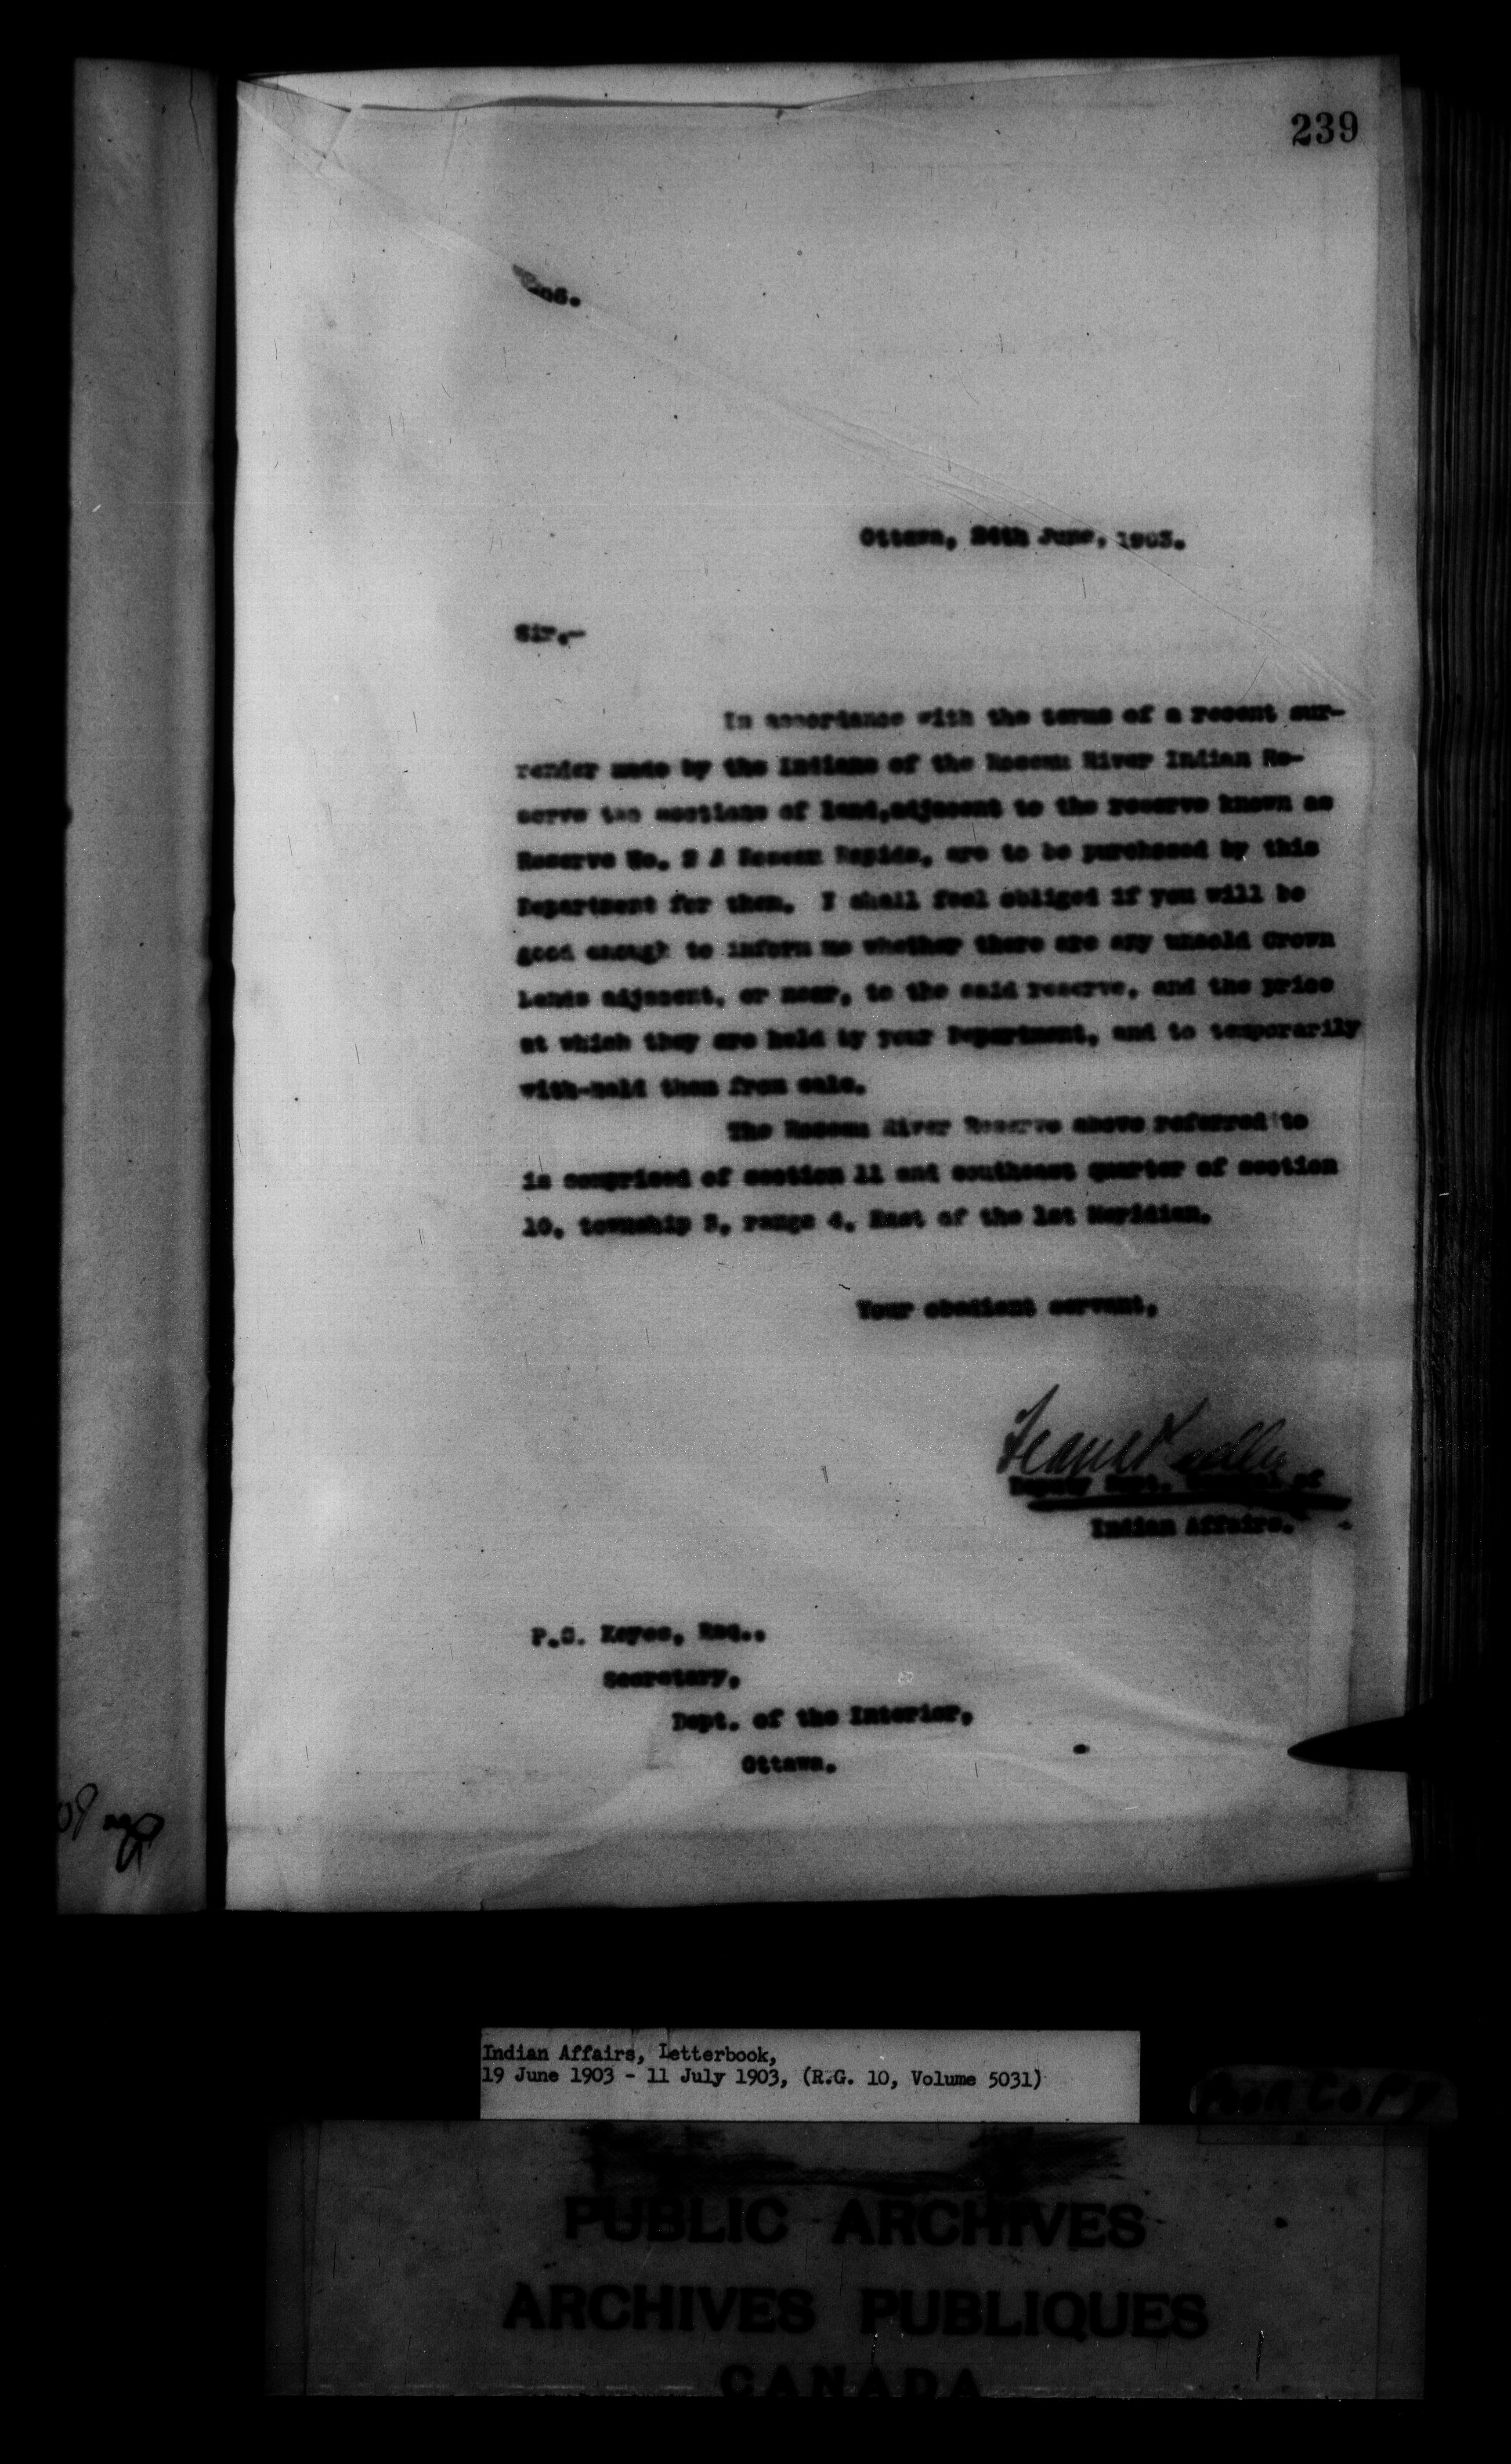 239
Ottawa, 24th June, 1903.
Sir,-
In accordance with the terms of a recent sur-
render made by the Indians of the Roseau River Indian Re-
serve two sections of land,adjacent to the reserve known as
Reserve No. 2 A Roseau Rapids, are to be purchased by this
Department for them. I shall feel obliged if you will be
good enough to inform me whether there are any unsold Crown
Lands adjacent, or near, to the said reserve, and the price
at which they are held by your Department, and to temporarily
with-hold them from sale.
The Roseau River Reserve above referred to
is comprised of section 11 and southeast quarter of section
10, township 3, range 4, East of the 1st Meridian.
Your obedient servant,
Deputy Supt. General of
Indian Affairs.
P.G. Keyes, Esq.,
Secretary,
Dept. of the Interior,
Ottawa.
Indian Affairs, Letterbook,
19 June 1903 - 11 July 1903, (R.G. 10, Volume 5031)
POOR COPY
PUBLIC ARCHIVES
ARCHIVES PUBLIQUES
CANADA